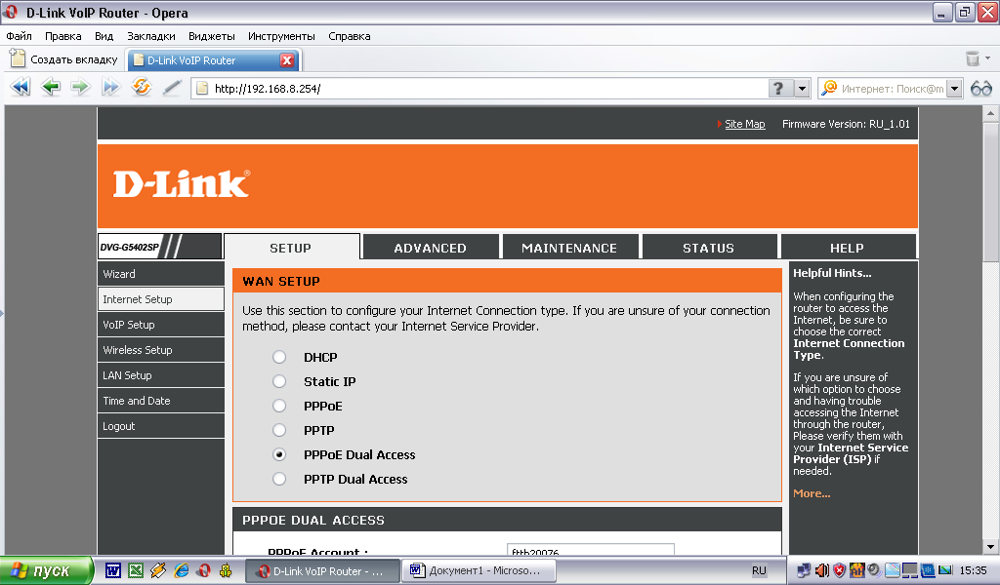 D-Link VoIP Router - Opera
Файл Правка Вид Закладки Виджеты Инструменты Справка
Создать вкладку D-Link VoIP Router
http://192.168.8.254/ ? Интернет: Поиск@m
Site Map Firmware Version: RU_1.01
D-Link®
DVG-G5402SP SETUP ADVANCED MAINTENANCE STATUS HELP
Wizard
Internet Setup
VoIP Setup
Wireless Setup
LAN Setup
Time and Date
Logout
WAN SETUP
Use this section to configure your Internet Connection type. If you are unsure of your connection
method, please contact your Internet Service Provider.
DHCP
Static IP
PPPoE
PPTP
PPPoE Dual Access
PPTP Dual Access
PPPOE DUAL ACCESS
PPPoE Account : fttb20076
Helpful Hints...
When configuring the
router to access the
Internet, be sure to
choose the correct
Internet Connection
Type.
If you are unsure of
which option to choose
and having trouble
accessing the Internet
through the router,
Please verify them with
your Internet Service
Provider (ISP) if
needed.
More...
пуск D-Link VoIP Router - ... Документ1 - Microso... RU 15:35